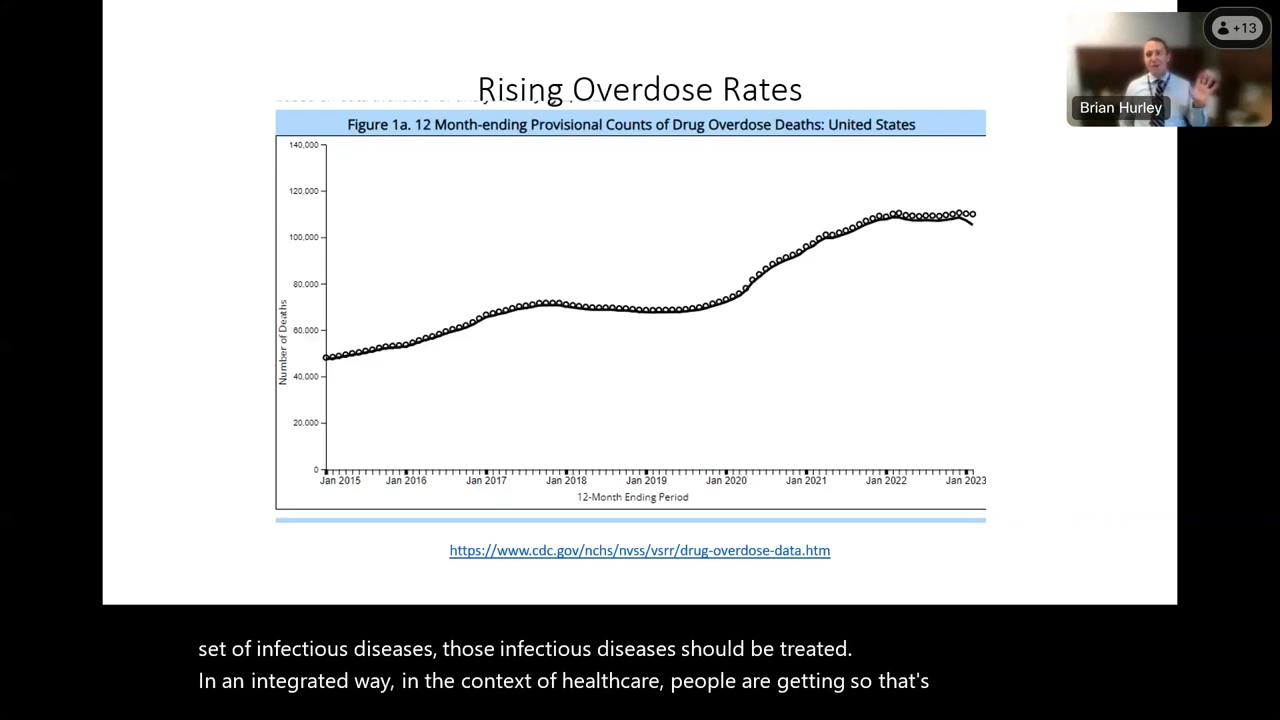 Rising Overdose Rates
Figure 1a. 12 Month-ending Provisional Counts of Drug Overdose Deaths: United States
140,000
120,000
100,000
80,000
60,000
40,000
20,000
0
Number of Deaths
Jan 2015 Jan 2016 Jan 2017 Jan 2018 Jan 2019 Jan 2020 Jan 2021 Jan 2022 Jan 2023
12-Month Ending Period
https://www.cdc.gov/nchs/nvss/vsrr/drug-overdose-data.htm
+13
Brian Hurley
set of infectious diseases, those infectious diseases should be treated.
In an integrated way, in the context of healthcare, people are getting so that's